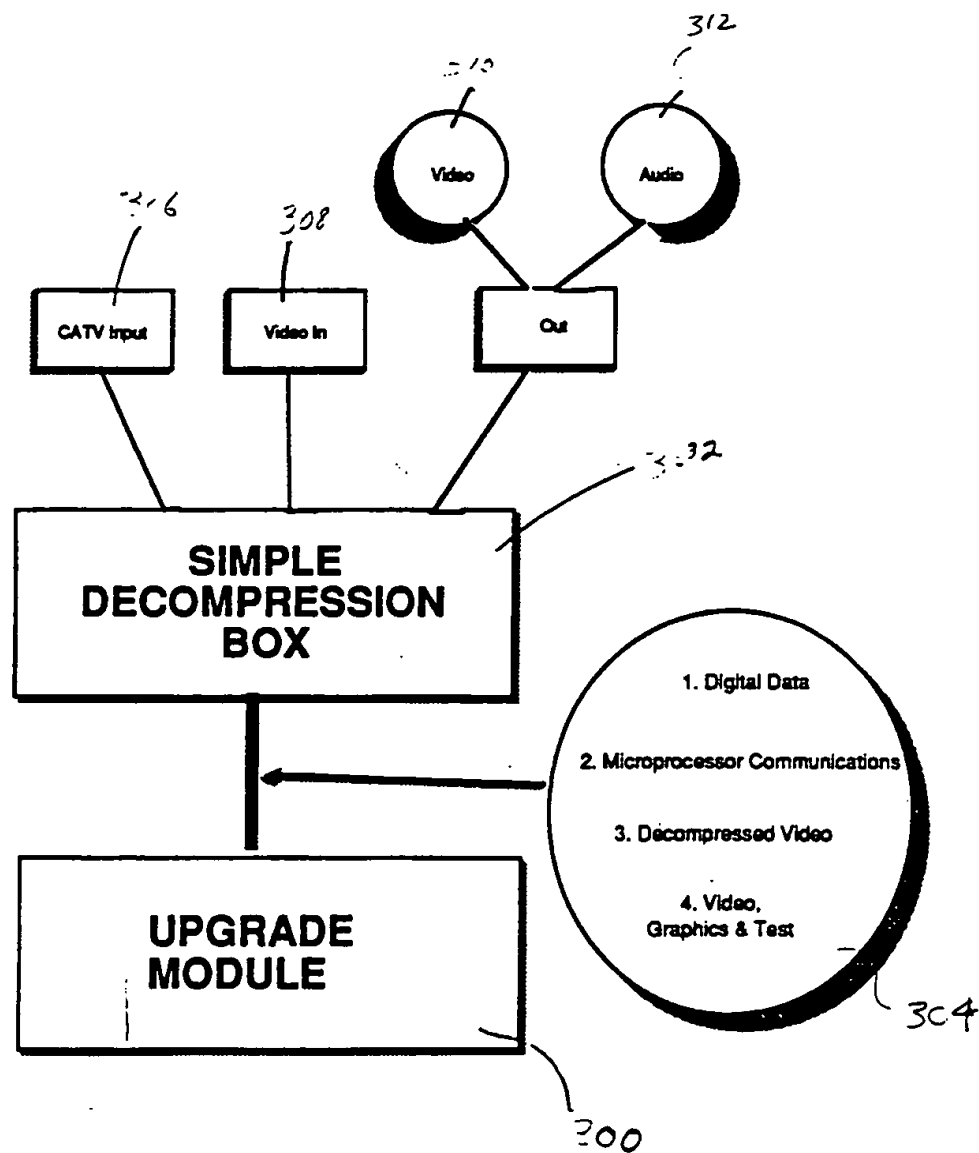 312
Video
Audio
308
CATV Input
Video In
Out
SIMPLE
DECOMPRESSION
BOX
1. Digital Data
2. Microprocessor Communications
3. Decompressed Video
4. Video,
Graphics & Test
UPGRADE
MODULE
304
300